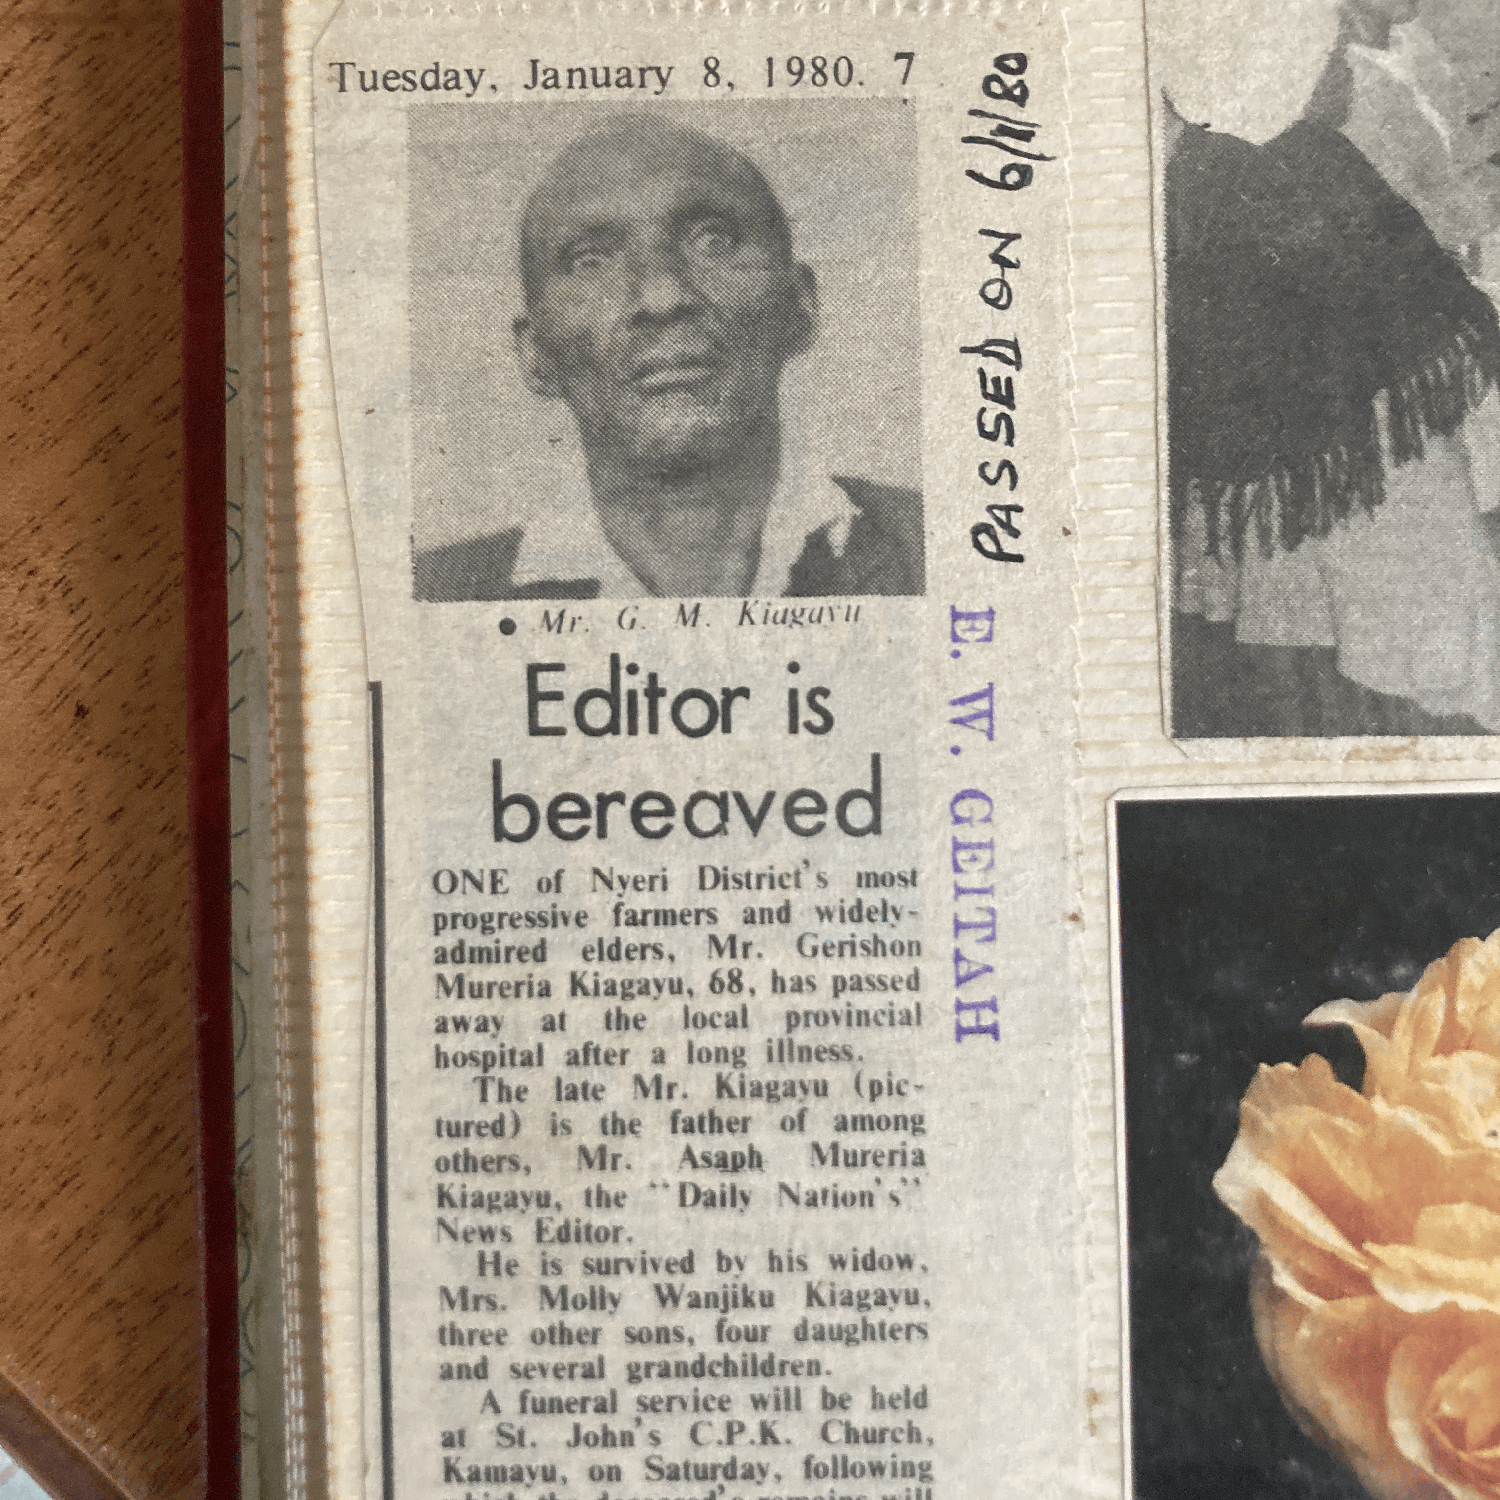 Tuesday, January 8, 1980. 7
PASSED ON 6/1/80
E. W. GEITAH
● Mr. G. M. Kiagayu
Editor is
bereaved
ONE of Nyeri District's most
progressive farmers and widely-
admired elders, Mr. Gerishon
Mureria Kiagayu, 68, has passed
away at the local provincial
hospital after a long illness.
The late Mr. Kiagayu (pic-
tured) is the father of among
others, Mr. Asaph Mureria
Kiagayu, the "Daily Nation's"
News Editor.
He is survived by his widow,
Mrs. Molly Wanjiku Kiagayu,
three other sons, four daughters
and several grandchildren.
A funeral service will be held
at St. John's C.P.K. Church,
Kamayu, on Saturday, following
which the deceased's remains will